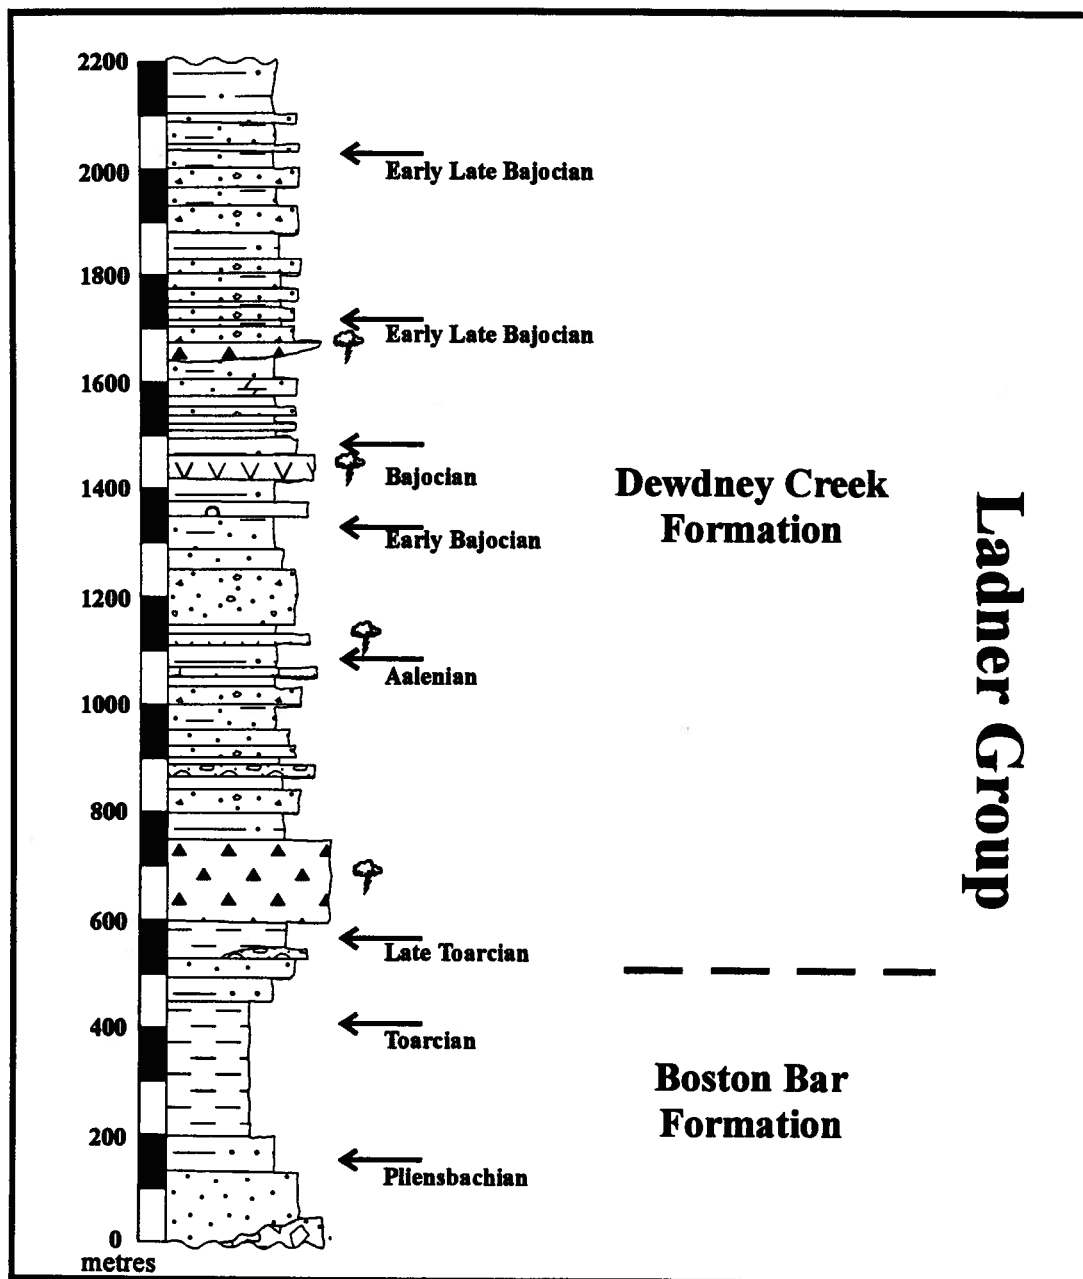 2200
2000
1800
1600
1400
1200
1000
800
600
400
200
0
metres
Early Late Bajocian
Early Late Bajocian
Bajocian
Early Bajocian
Aalenian
Late Toarcian
Toarcian
Pliensbachian
Dewdney Creek
Formation
Boston Bar
Formation
Ladner Group